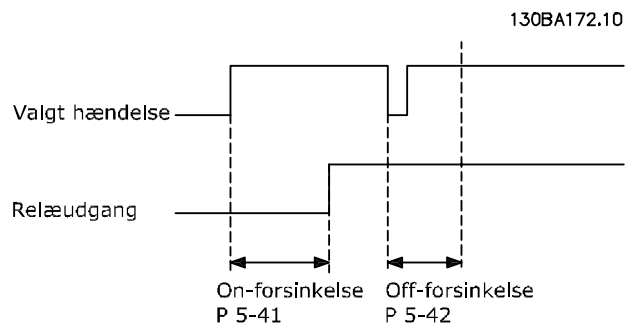 130BA172.10
Valgt hændelse
Relæudgang
On-forsinkelse
P 5-41
Off-forsinkelse
P 5-42